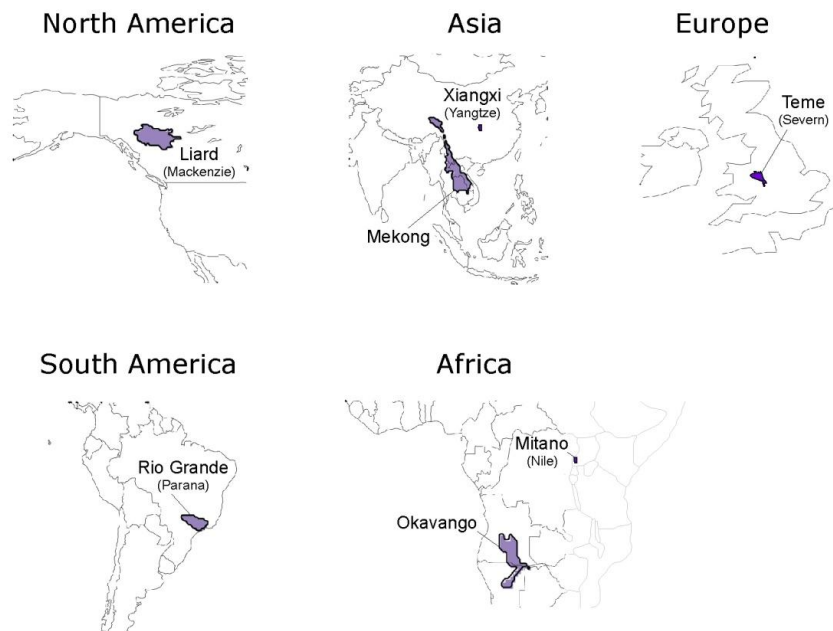 North America
Asia
Europe
Liard
(Mackenzie)
Xiangxi
(Yangtze)
Mekong
Teme
(Severn)
South America
Africa
Rio Grande
(Parana)
Mitano
(Nile)
Okavango